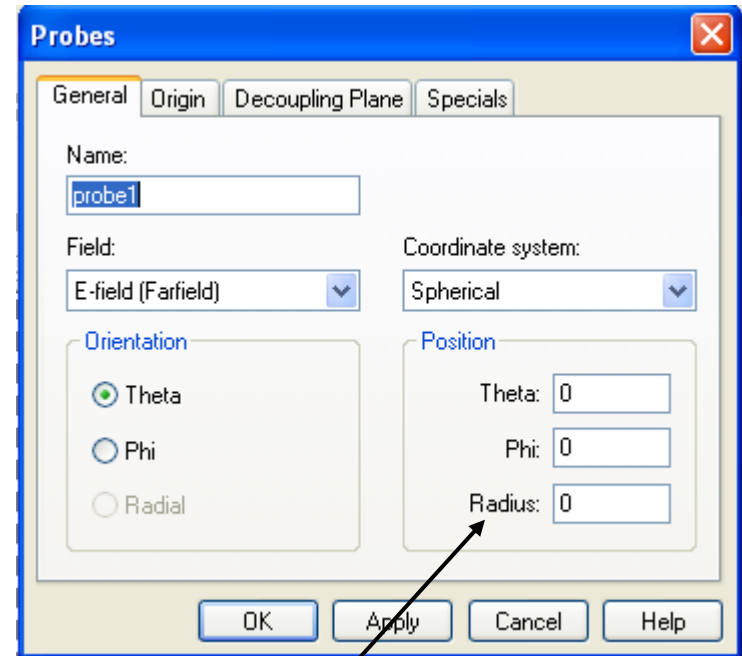 Probes
General Origin Decoupling Plane Specials
Name:
probe1
Field: Coordinate system:
E-field (Farfield) Spherical
Orientation Position
Theta Theta: 0
Phi Phi: 0
Radial Radius: 0
OK Apply Cancel Help